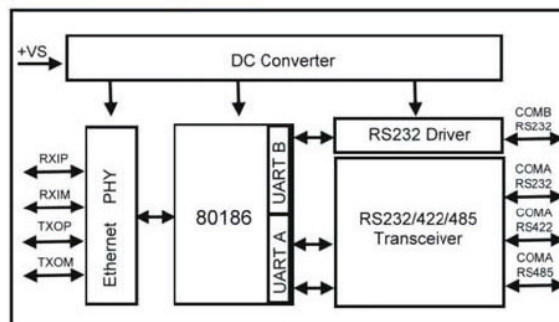 +VS
DC Converter
RXIP
RXIM
TXOP
TXOM
Ethernet PHY
80186
UART B
UART A
RS232 Driver
RS232/422/485
Transceiver
COMB
RS232
COMA
RS232
COMA
RS422
COMA
RS485